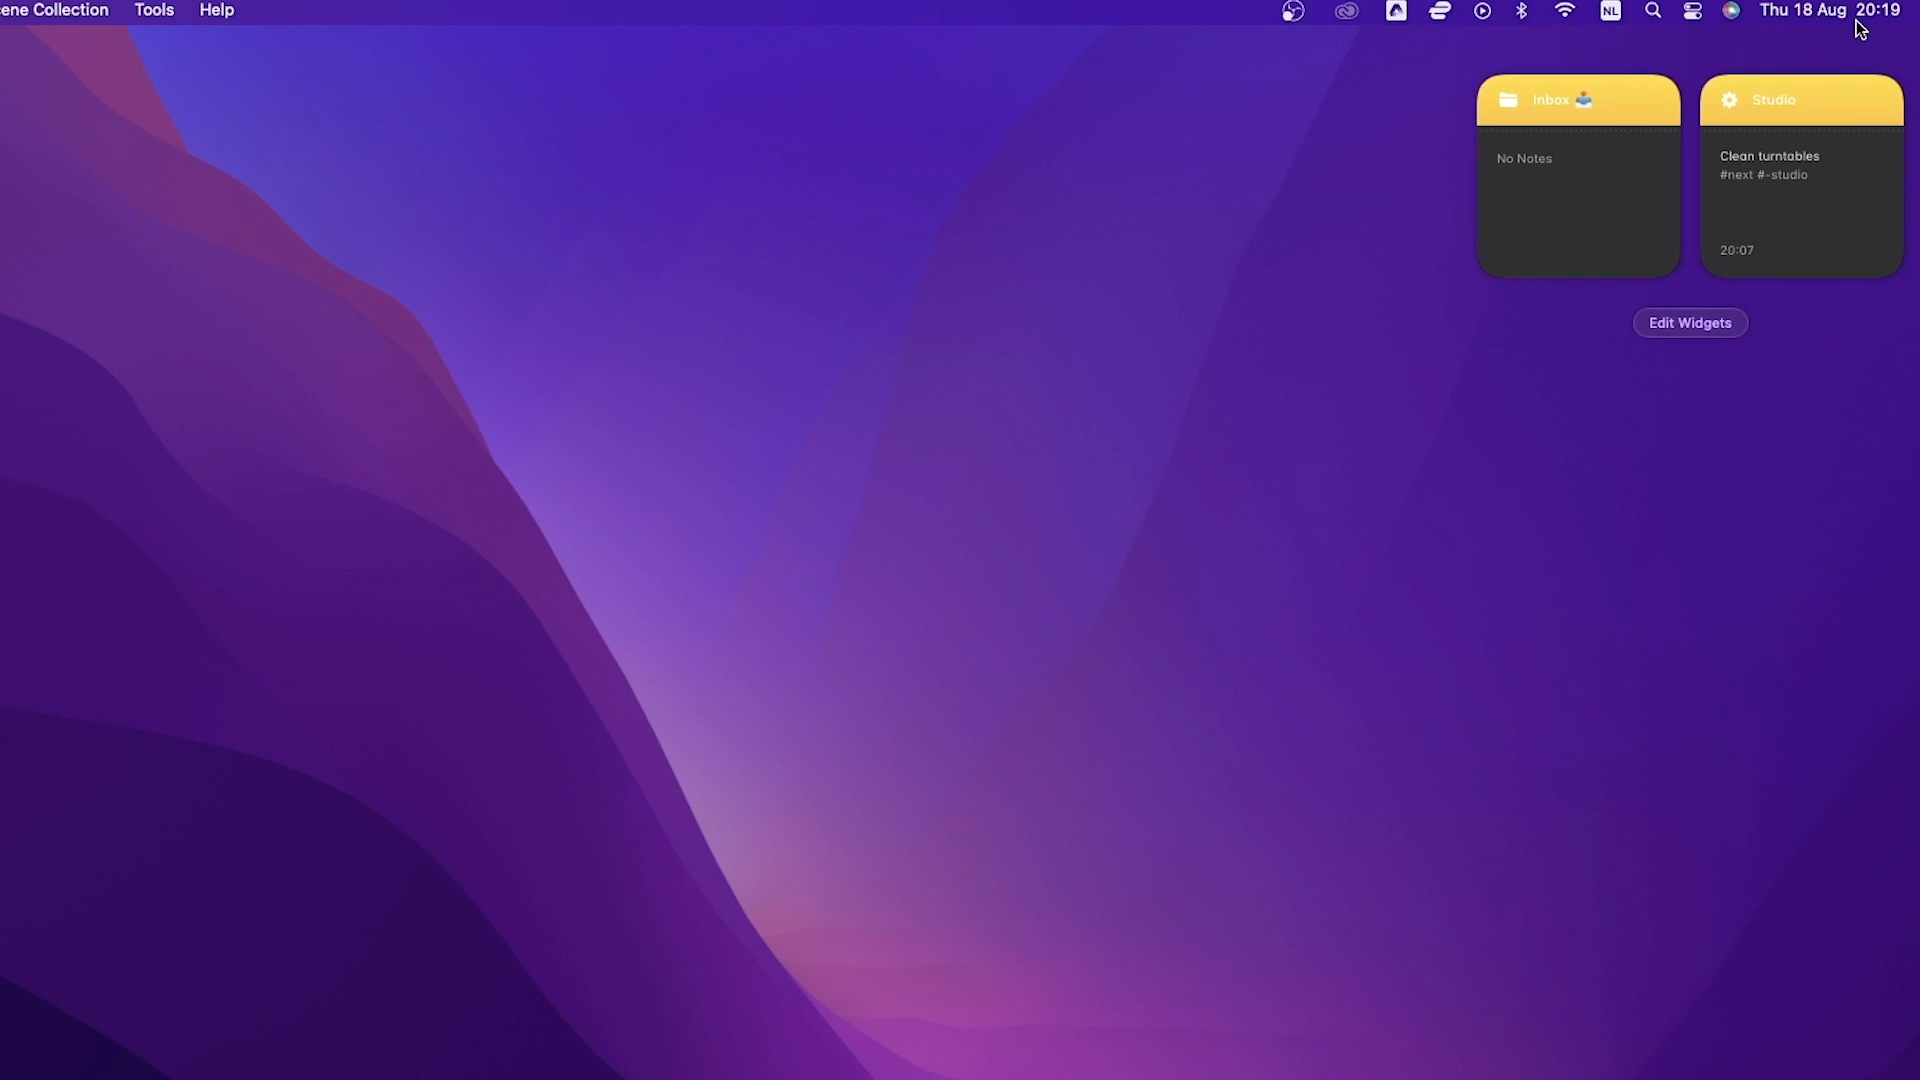 ene Collection Tools Help NL Thu 18 Aug 20:19
Inbox
No Notes
Studio
Clean turntables
#next #-studio
20:07
Edit Widgets